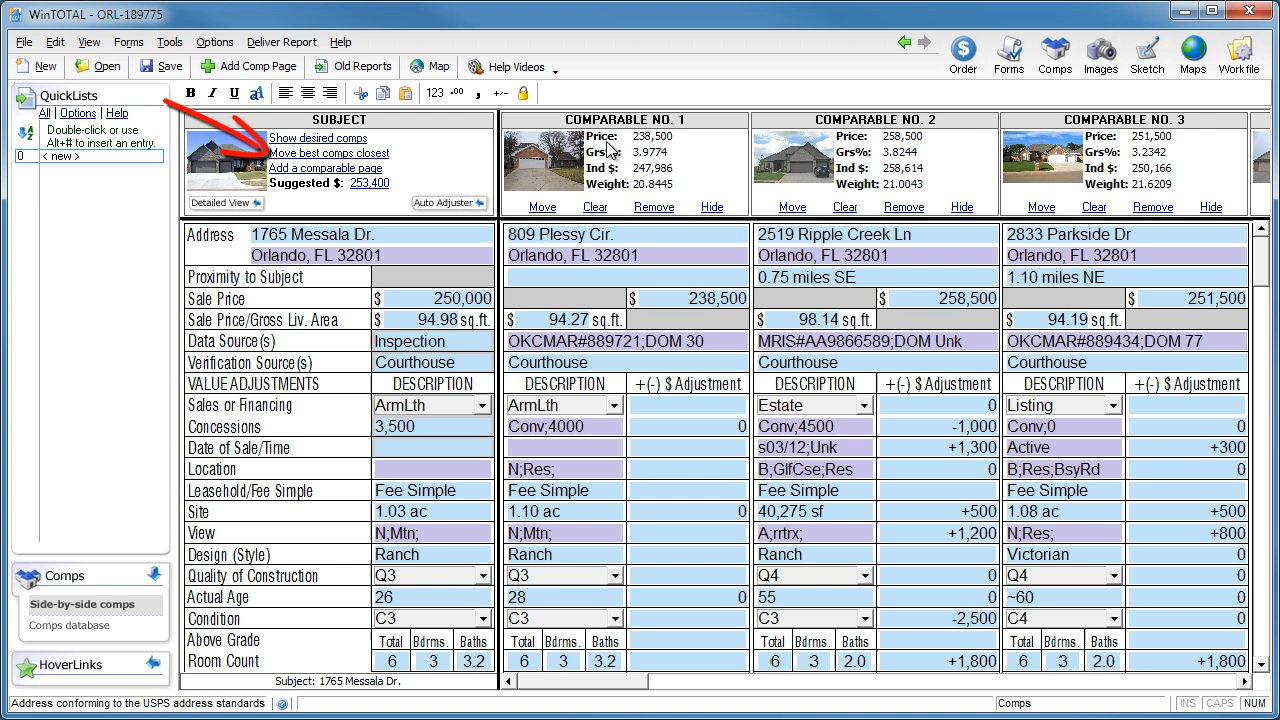 WinTOTAL - ORL-189775
File Edit View Forms Tools Options Deliver Report Help
New Open Save Add Comp Page Old Reports Map Help Videos
Order Forms Comps Images Sketch Maps Workfile
QuickLists
All | Options | Help
Double-click or use
Alt+# to insert an entry.
0 < new >
B I U aA 123 .00 , +/-
SUBJECT COMPARABLE NO. 1 COMPARABLE NO. 2 COMPARABLE NO. 3
Show desired comps Price: 238,500 Price: 258,500 Price: 251,500
Move best comps closest Grs%: 3.9774 Grs%: 3.8244 Grs%: 3.2342
Add a comparable page Ind $: 247,986 Ind $: 258,614 Ind $: 250,166
Suggested $: 253,400 Weight: 20.8445 Weight: 21.0043 Weight: 21.6209
Detailed View Auto Adjuster Move Clear Remove Hide Move Clear Remove Hide Move Clear Remove Hide
Address 1765 Messala Dr. 809 Plessy Cir. 2519 Ripple Creek Ln 2833 Parkside Dr
Orlando, FL 32801 Orlando, FL 32801 Orlando, FL 32801 Orlando, FL 32801
Proximity to Subject 0.75 miles SE 1.10 miles NE
Sale Price $ 250,000 $ 238,500 $ 258,500 $ 251,500
Sale Price/Gross Liv. Area $ 94.98 sq.ft. $ 94.27 sq.ft. $ 98.14 sq.ft. $ 94.19 sq.ft.
Data Source(s) Inspection OKCMAR#889721;DOM 30 MRIS#AA9866589;DOM Unk OKCMAR#889434;DOM 77
Verification Source(s) Courthouse Courthouse Courthouse Courthouse
VALUE ADJUSTMENTS DESCRIPTION DESCRIPTION +(-) $ Adjustment DESCRIPTION +(-) $ Adjustment DESCRIPTION +(-) $ Adjustment
Sales or Financing ArmLth ArmLth Estate 0 Listing
Concessions 3,500 Conv;4000 0 Conv;4500 -1,000 Conv;0 0
Date of Sale/Time s03/12;Unk +1,300 Active +300
Location N;Res; B;GlfCse;Res B;Res;BsyRd
Leasehold/Fee Simple Fee Simple Fee Simple Fee Simple Fee Simple
Site 1.03 ac 1.10 ac 0 40,275 sf +500 1.08 ac +500
View N;Mtn; N;Mtn; A;rrtrx; +1,200 N;Res; +800
Design (Style) Ranch Ranch Ranch Victorian 0
Quality of Construction Q3 Q3 Q4 0 Q4 0
Actual Age 26 28 0 55 0 ~60 0
Condition C3 C3 C3 -2,500 C4 0
Above Grade Total Bdrms. Baths Total Bdrms. Baths Total Bdrms. Baths Total Bdrms. Baths
Room Count 6 3 3.2 6 3 3.2 6 3 2.0 +1,800 6 3 2.0 +1,800
Subject: 1765 Messala Dr.
Comps
Side-by-side comps
Comps database
HoverLinks
Address conforming to the USPS address standards Comps INS CAPS NUM